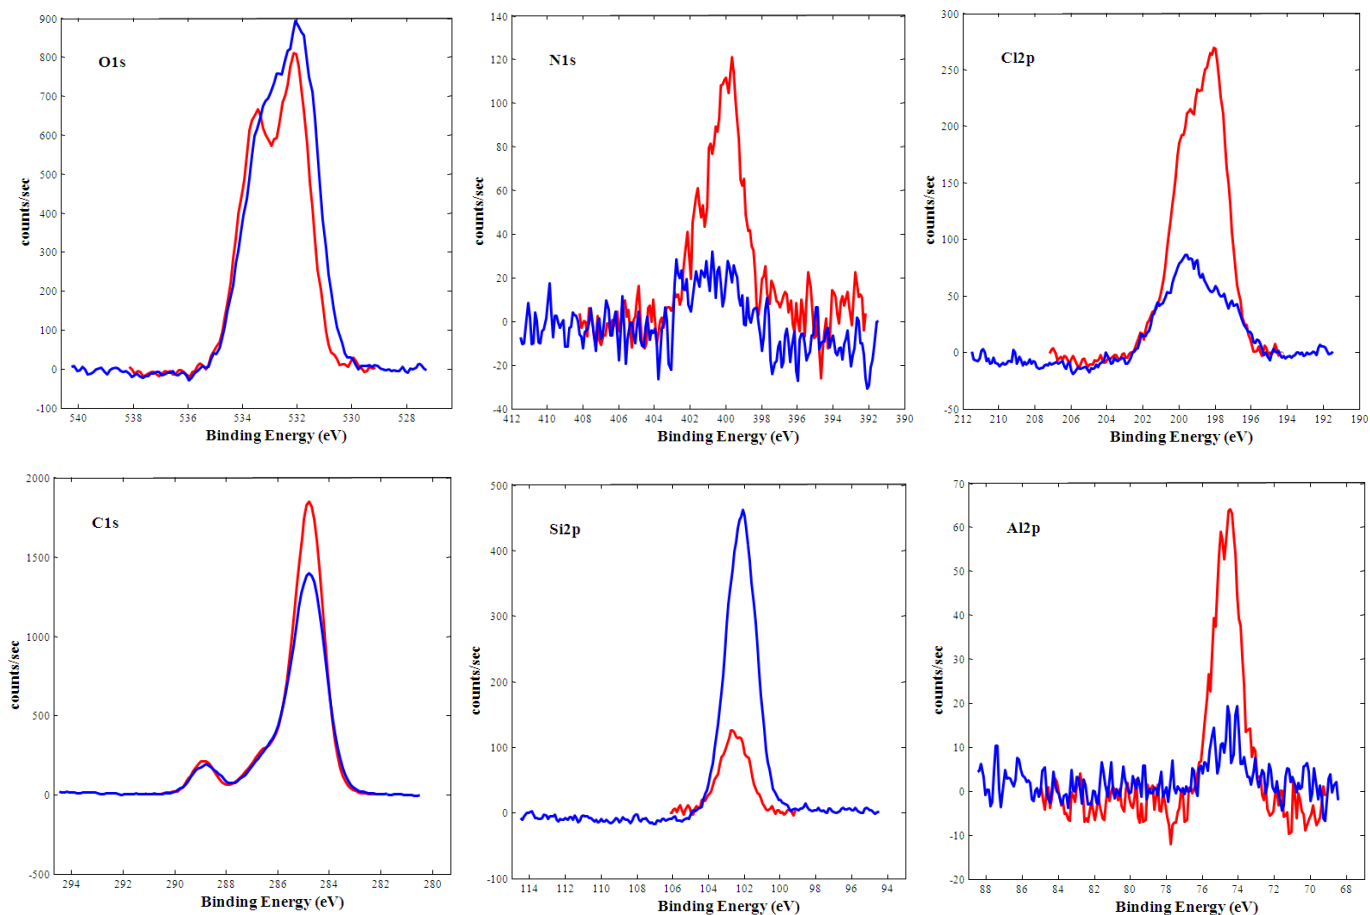 O1s
900
800
700
600
500
400
300
200
100
0
-100
counts/sec
540 538 536 534 532 530 528
Binding Energy (eV)
N1s
140
120
100
80
60
40
20
0
-20
-40
counts/sec
412 410 408 406 404 402 400 398 396 394 392 390
Binding Energy (eV)
Cl2p
300
250
200
150
100
50
0
-50
counts/sec
212 210 208 206 204 202 200 198 196 194 192 190
Binding Energy (eV)
C1s
2000
1500
1000
500
0
-500
counts/sec
294 292 290 288 286 284 282 280
Binding Energy (eV)
Si2p
500
400
300
200
100
0
-100
counts/sec
114 112 110 108 106 104 102 100 98 96 94
Binding Energy (eV)
Al2p
70
60
50
40
30
20
10
0
-10
-20
counts/sec
88 86 84 82 80 78 76 74 72 70 68
Binding Energy (eV)